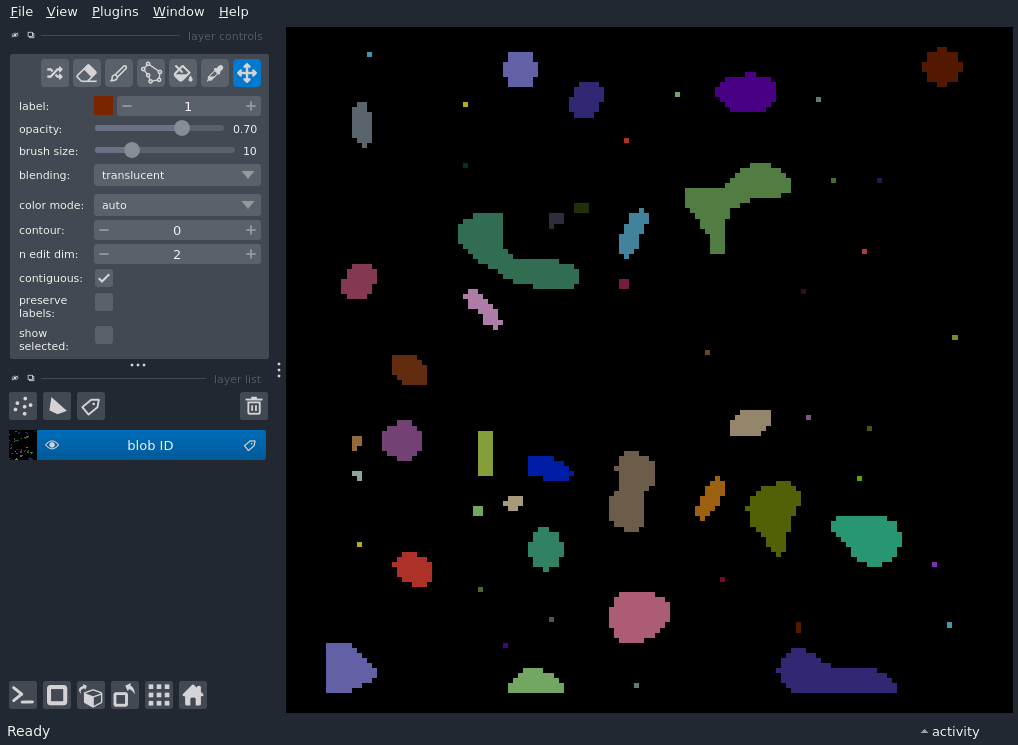 File View Plugins Window Help
layer controls
label: 1
opacity: 0.70
brush size: 10
blending: translucent
color mode: auto
contour: 0
n edit dim: 2
contiguous:
preserve
labels:
show
selected:
layer list
blob ID
Ready
activity